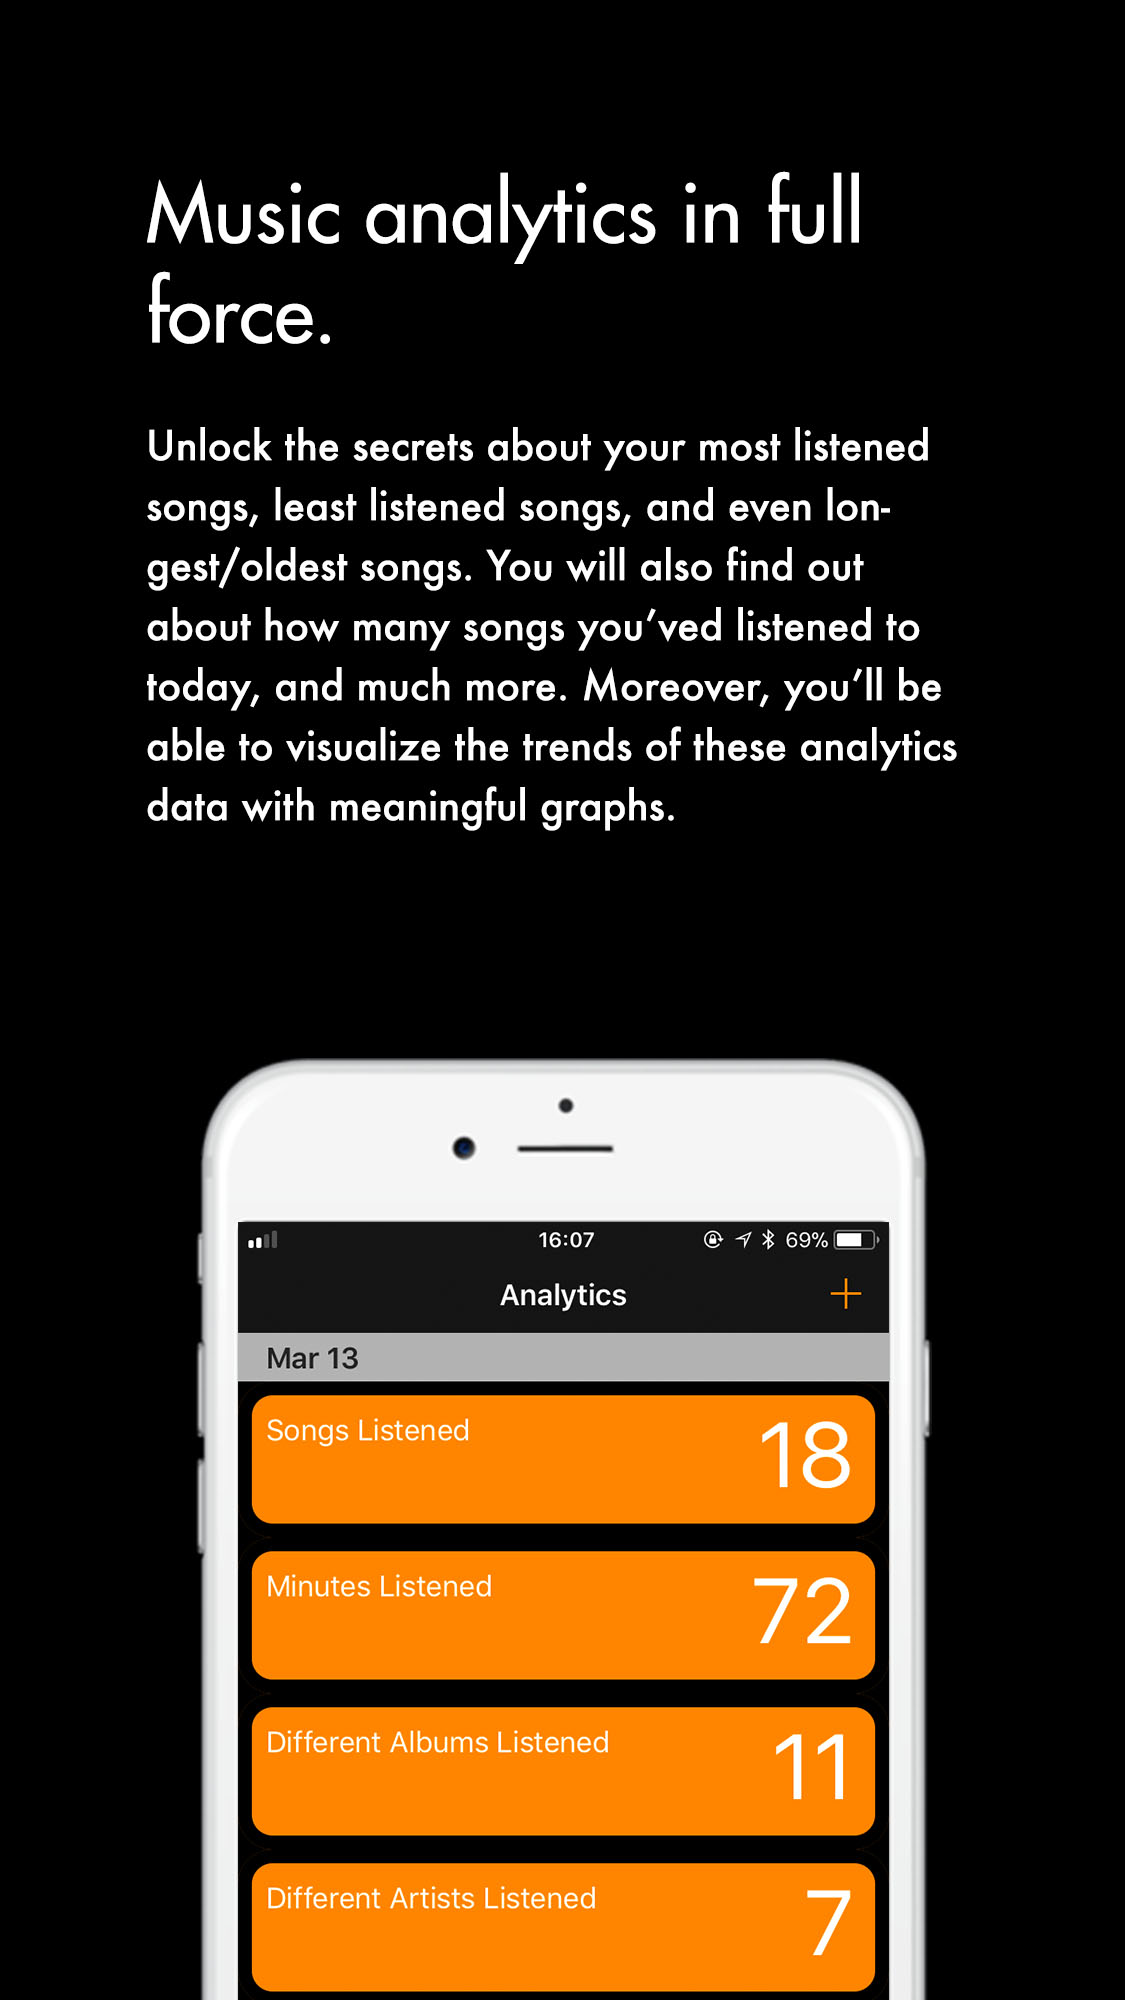 Music analytics in full
force.
Unlock the secrets about your most listened
songs, least listened songs, and even lon-
gest/oldest songs. You will also find out
about how many songs you’ved listened to
today, and much more. Moreover, you’ll be
able to visualize the trends of these analytics
data with meaningful graphs.
16:07 69%
Analytics
Mar 13
Songs Listened 18
Minutes Listened 72
Different Albums Listened 11
Different Artists Listened 7